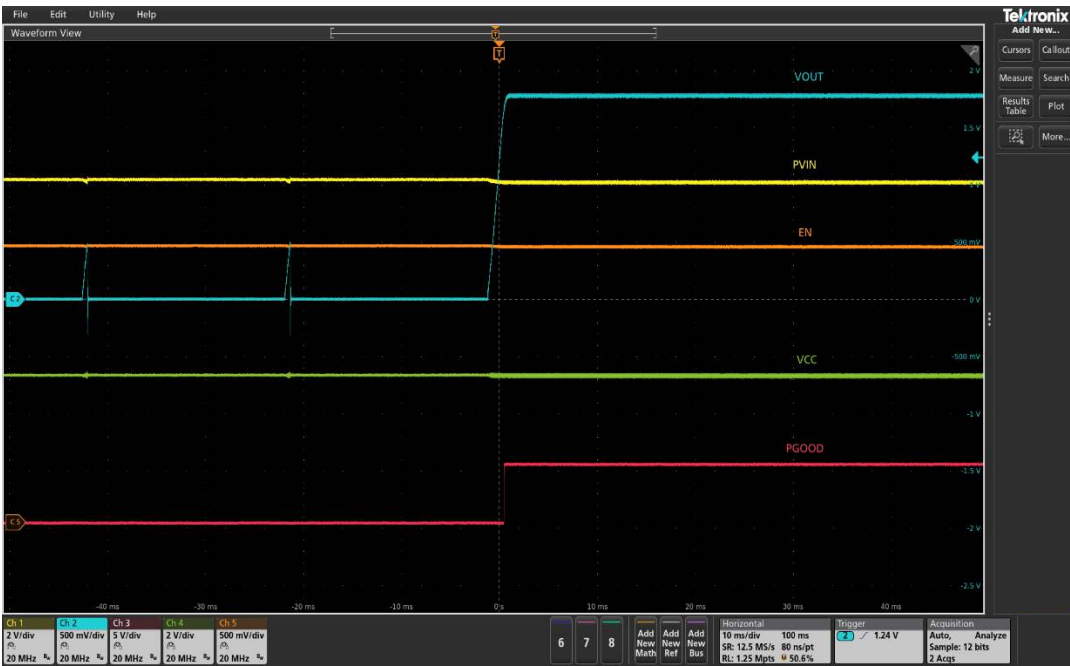 File Edit Utility Help
Tektronix
Waveform View
Add New...
T
T
Cursors Callout
Measure Search
Results Table Plot
More...
VOUT
2 V
1.5 V
PVIN
1 V
EN
500 mV
C 2
0 V
VCC
-500 mV
-1 V
PGOOD
-1.5 V
C 5
-2 V
-2.5 V
-40 ms -30 ms -20 ms -10 ms 0 s 10 ms 20 ms 30 ms 40 ms
Ch 1 Ch 2 Ch 3 Ch 4 Ch 5
2 V/div 500 mV/div 5 V/div 2 V/div 500 mV/div
20 MHz 20 MHz 20 MHz 20 MHz 20 MHz
6 7 8
Add New Math Add New Ref Add New Bus
Horizontal
10 ms/div 100 ms
SR: 12.5 MS/s 80 ns/pt
RL: 1.25 Mpts 50.6%
Trigger
2 1.24 V
Acquisition
Auto, Analyze
Sample: 12 bits
2 Acqs